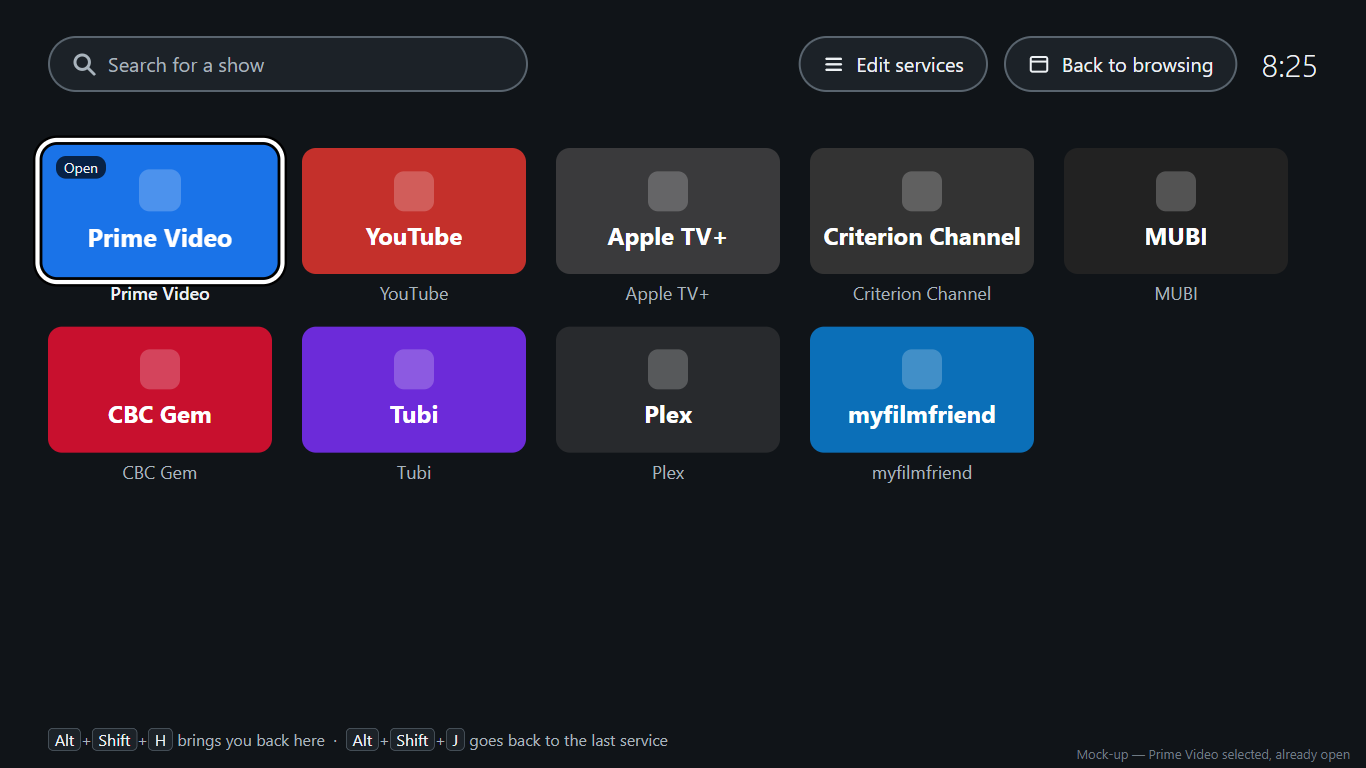 Search for a show
Edit services
Back to browsing
8:25
Open
Prime Video
YouTube
Apple TV+
Criterion Channel
MUBI
Prime Video
YouTube
Apple TV+
Criterion Channel
MUBI
CBC Gem
Tubi
Plex
myfilmfriend
CBC Gem
Tubi
Plex
myfilmfriend
Alt+Shift+H brings you back here · Alt+Shift+J goes back to the last service
Mock-up — Prime Video selected, already open